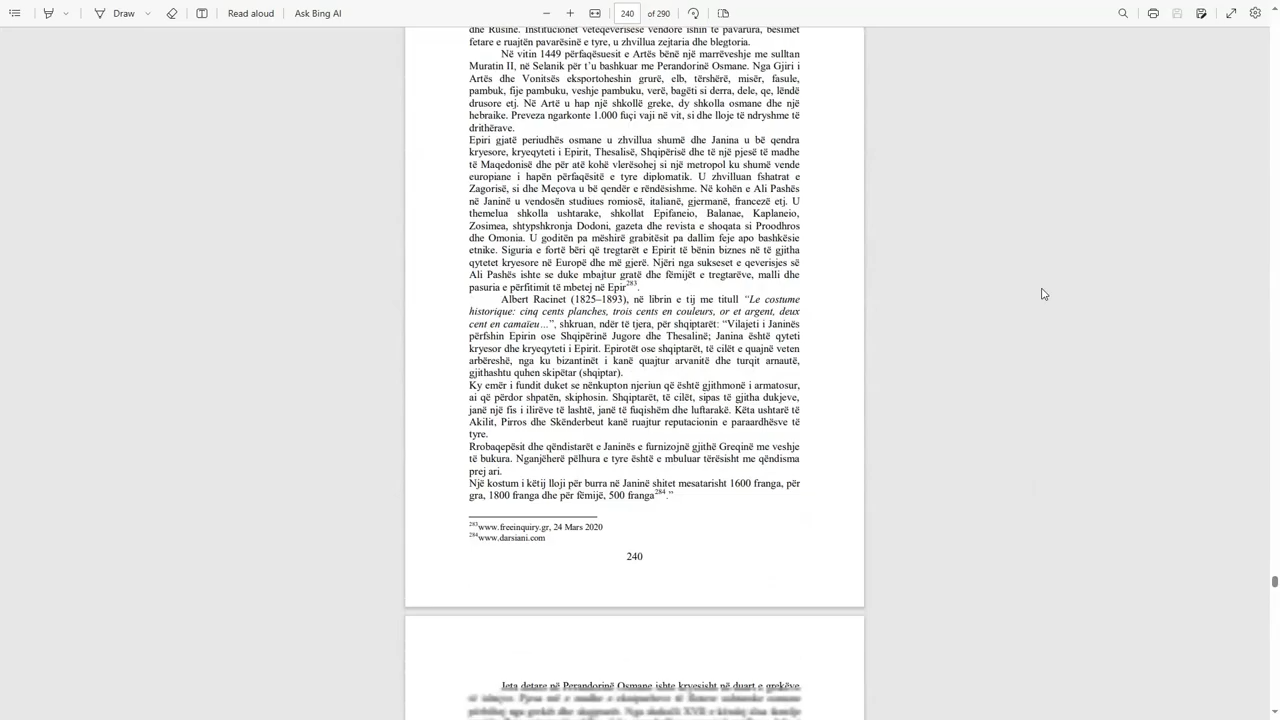 Draw
Read aloud
Ask Bing AI
240
of 290
dhe Rusinë. Institucionet vetëqeverisëse vendore ishin të pavarura, besimet
fetare e ruajtën pavarësinë e tyre, u zhvillua zejtaria dhe blegtoria.
Në vitin 1449 përfaqësuesit e Artës bënë një marrëveshje me sulltan
Muratin II, në Selanik për t'u bashkuar me Perandorinë Osmane. Nga Gjiri i
Artës dhe Vonitsës eksportoheshin grurë, elb, tërshërë, misër, fasule,
pambuk, fije pambuku, veshje pambuku, verë, bagëti si derra, dele, qe, lëndë
drusore etj. Në Artë u hap një shkollë greke, dy shkolla osmane dhe një
hebraike. Preveza ngarkonte 1.000 fuçi vaji në vit, si dhe lloje të ndryshme të
drithërave.
Epiri gjatë periudhës osmane u zhvillua shumë dhe Janina u bë qendra
kryesore, kryeqyteti i Epirit, Thesalisë, Shqipërisë dhe të një pjesë të madhe
të Maqedonisë dhe për atë kohë vlerësohej si një metropol ku shumë vende
europiane i hapën përfaqësitë e tyre diplomatik. U zhvilluan fshatrat e
Zagorisë, si dhe Meçova u bë qendër e rëndësishme. Në kohën e Ali Pashës
në Janinë u vendosën studiues romiosë, italianë, gjermanë, francezë etj. U
themelua shkolla ushtarake, shkollat Epifaneio, Balanae, Kaplaneio,
Zosimea, shtypshkronja Dodoni, gazeta dhe revista e shoqata si Proodhros
dhe Omonia. U goditën pa mëshirë grabitësit pa dallim feje apo bashkësie
etnike. Siguria e fortë bëri që tregtarët e Epirit të bënin biznes në të gjitha
qytetet kryesore në Europë dhe më gjerë. Njëri nga sukseset e qeverisjes së
Ali Pashës ishte se duke mbajtur gratë dhe fëmijët e tregtarëve, malli dhe
pasuria e përfitimit të mbetej në Epir283.
Albert Racinet (1825–1893), në librin e tij me titull “Le costume
historique: cinq cents planches, trois cents en couleurs, or et argent, deux
cent en camaïeu…”, shkruan, ndër të tjera, për shqiptarët: “Vilajeti i Janinës
përfshin Epirin ose Shqipërinë Jugore dhe Thesalinë; Janina është qyteti
kryesor dhe kryeqyteti i Epirit. Epirotët ose shqiptarët, të cilët e quajnë veten
arbëreshë, nga ku bizantinët i kanë quajtur arvanitë dhe turqit arnautë,
gjithashtu quhen skipëtar (shqiptar).
Ky emër i fundit duket se nënkupton njeriun që është gjithmonë i armatosur,
ai që përdor shpatën, skiphosin. Shqiptarët, të cilët, sipas të gjitha dukjeve,
janë një fis i ilirëve të lashtë, janë të fuqishëm dhe luftarakë. Këta ushtarë të
Akilit, Pirros dhe Skënderbeut kanë ruajtur reputacionin e paraardhësve të
tyre.
Rrobaqepësit dhe qëndistarët e Janinës e furnizojnë gjithë Greqinë me veshje
të bukura. Nganjëherë pëlhura e tyre është e mbuluar tërësisht me qëndisma
prej ari.
Një kostum i këtij lloji për burra në Janinë shitet mesatarisht 1600 franga, për
gra, 1800 franga dhe për fëmijë, 500 franga284.”
283www.freeinquiry.gr, 24 Mars 2020
284www.darsiani.com
240
Jeta detare në Perandorinë Osmane ishte kryesisht në duart e grekëve